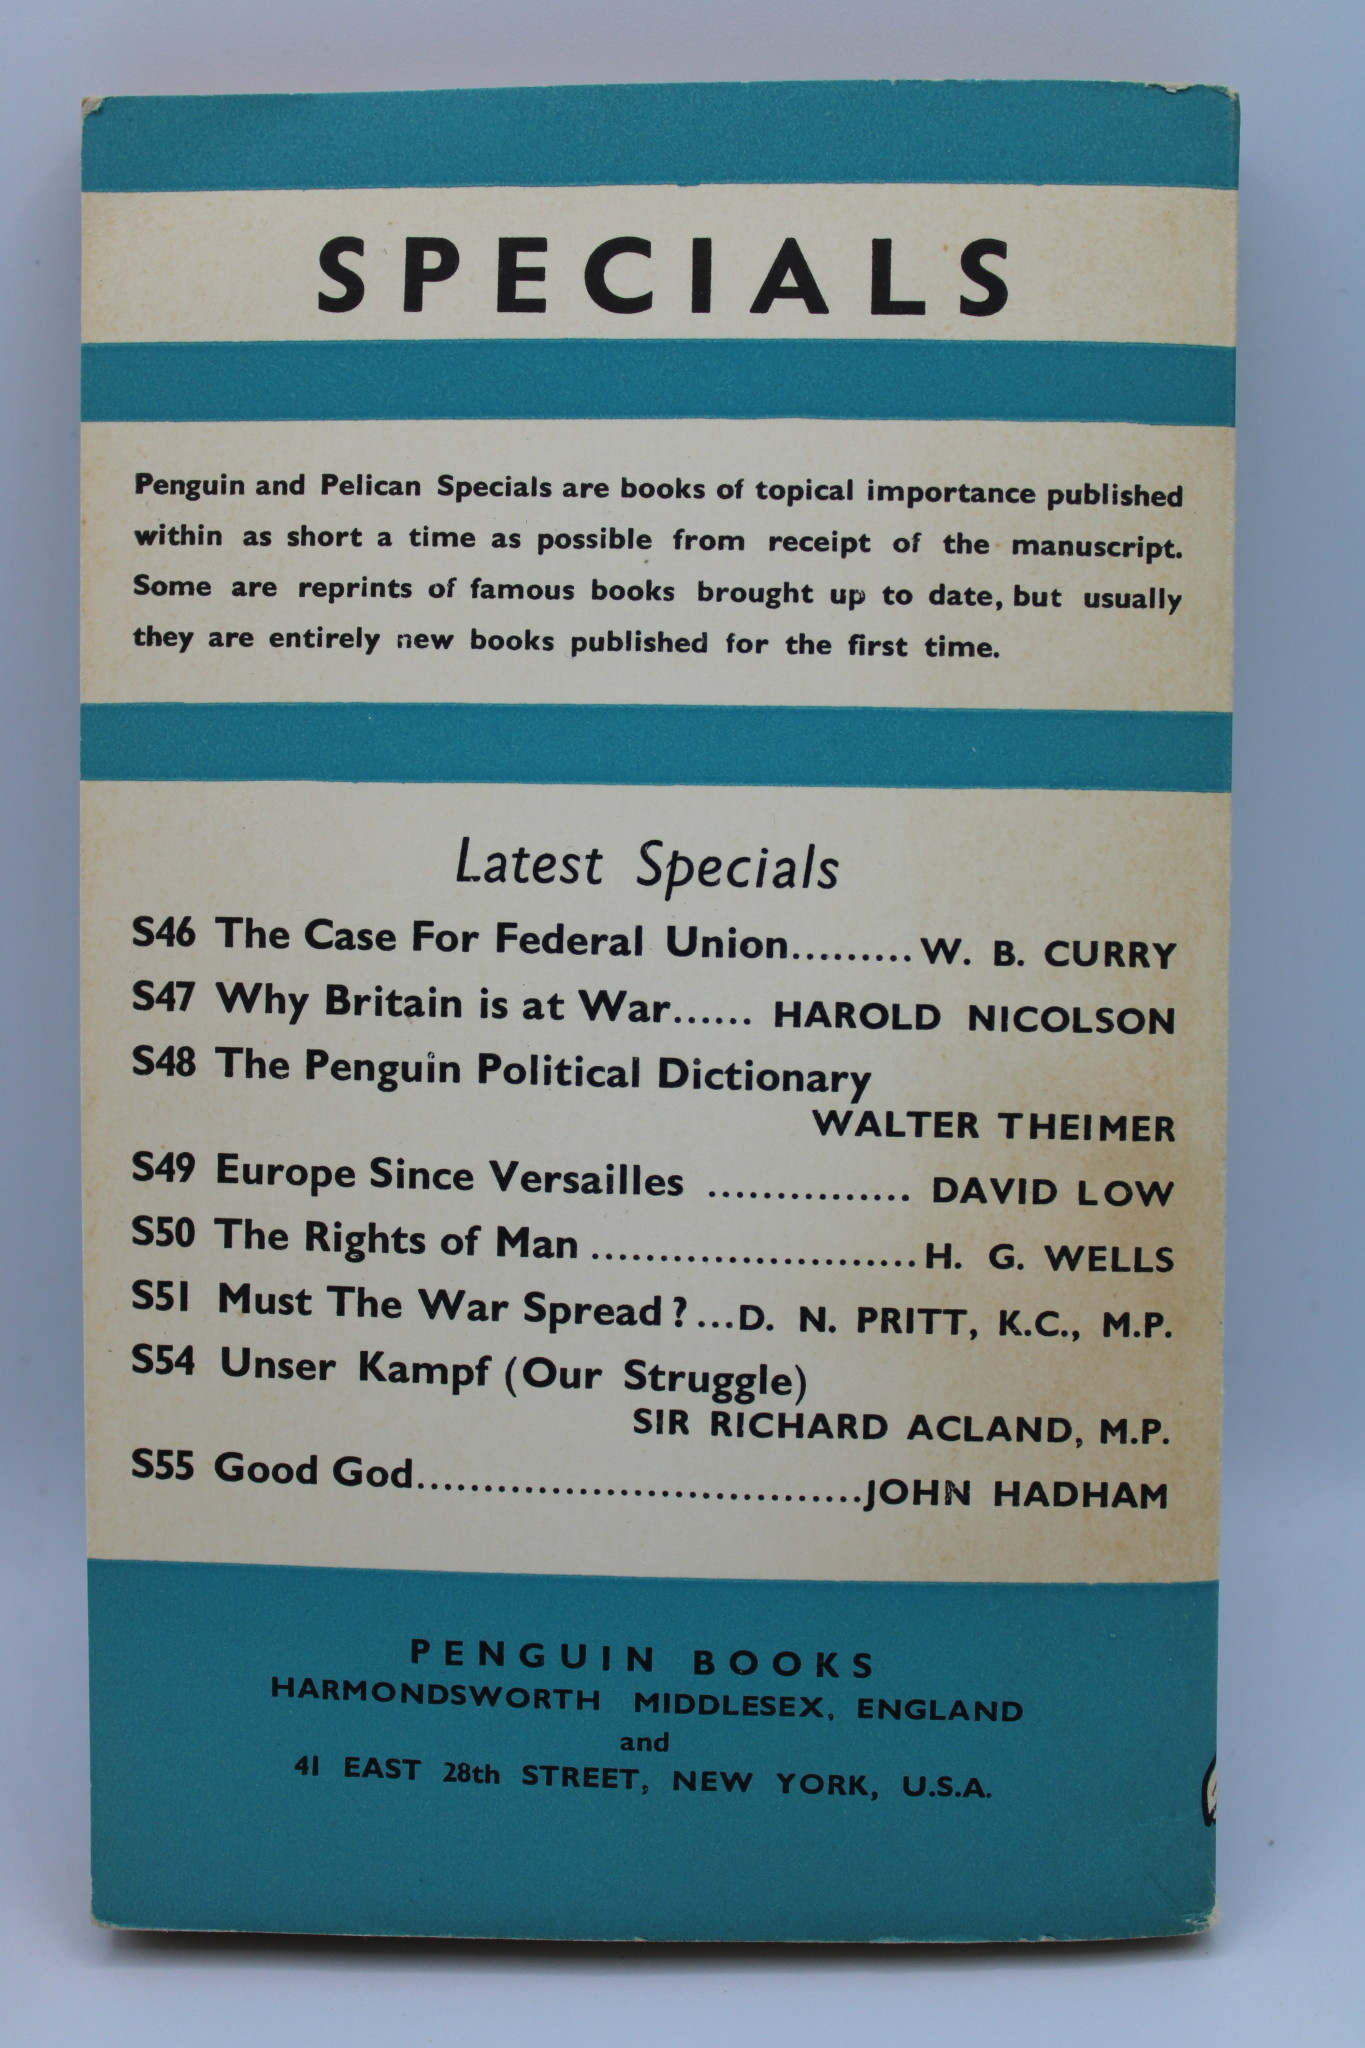 SPECIALS
Penguin and Pelican Specials are books of topical importance published
within as short a time as possible from receipt of the manuscript.
Some are reprints of famous books brought up to date, but usually
they are entirely new books published for the first time.
Latest Specials
S46 The Case For Federal Union.........W. B. CURRY
S47 Why Britain is at War...... HAROLD NICOLSON
S48 The Penguin Political Dictionary
WALTER THEIMER
S49 Europe Since Versailles ............... DAVID LOW
S50 The Rights of Man ........................H. G. WELLS
S51 Must The War Spread ?...D. N. PRITT, K.C., M.P.
S54 Unser Kampf (Our Struggle)
SIR RICHARD ACLAND, M.P.
S55 Good God.................................JOHN HADHAM
PENGUIN BOOKS
HARMONDSWORTH MIDDLESEX, ENGLAND
and
41 EAST 28th STREET, NEW YORK, U.S.A.